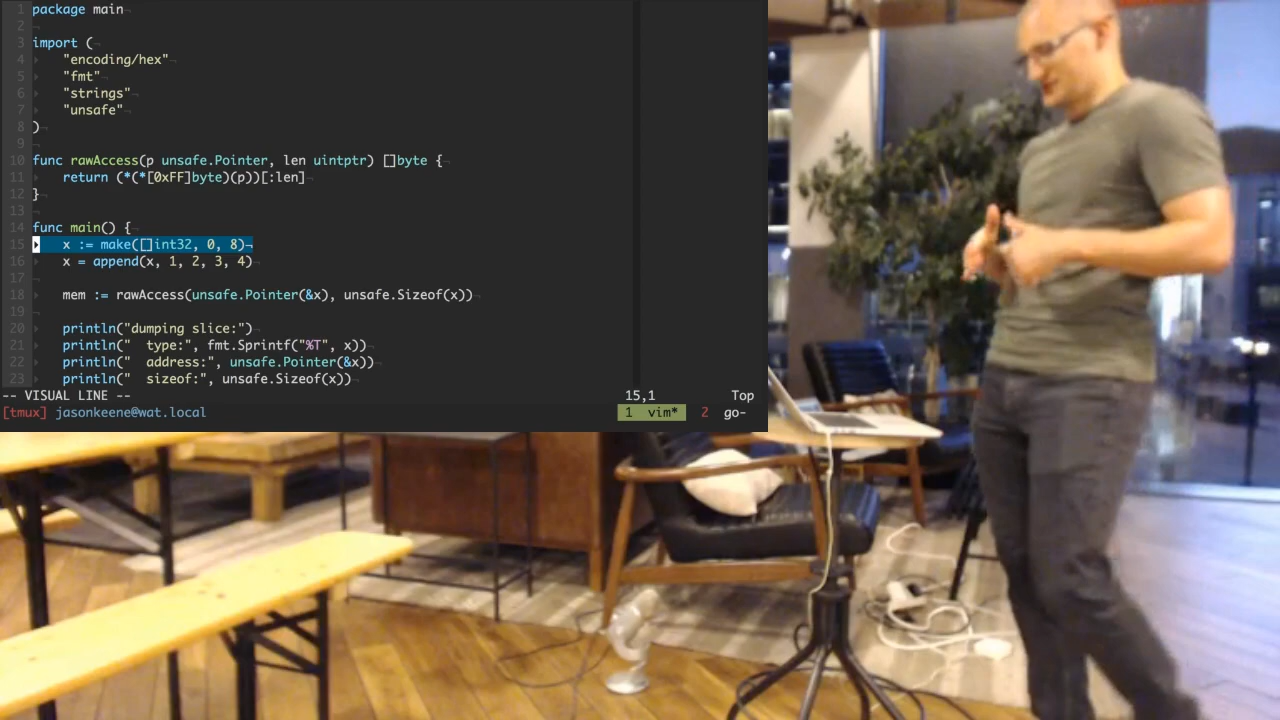 1 package main
2
3 import (
4 "encoding/hex"
5 "fmt"
6 "strings"
7 "unsafe"
8 )
9
10 func rawAccess(p unsafe.Pointer, len uintptr) []byte {
11 return (*(*[0xFF]byte)(p))[:len]
12 }
13
14 func main() {
15 x := make([]int32, 0, 8)
16 x = append(x, 1, 2, 3, 4)
17
18 mem := rawAccess(unsafe.Pointer(&x), unsafe.Sizeof(x))
19
20 println("dumping slice:")
21 println("  type:", fmt.Sprintf("%T", x))
22 println("  address:", unsafe.Pointer(&x))
23 println("  sizeof:", unsafe.Sizeof(x))
-- VISUAL LINE -- 15,1 Top
[tmux] jasonkeene@wat.local 1 vim* 2 go-